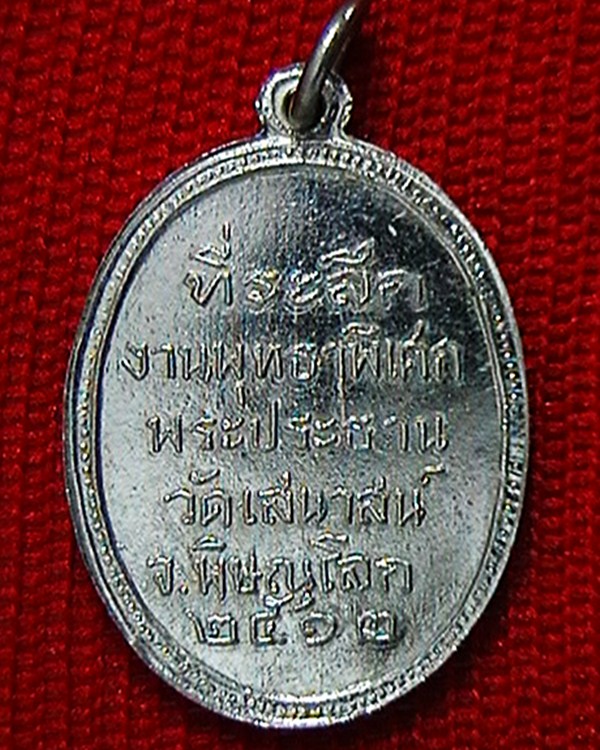 ที่ระลึก
งานพุทธาพิเศก
พระประธาน
วัดเสนาสน์
จ.พิษณุโลก
๒๕๑๒